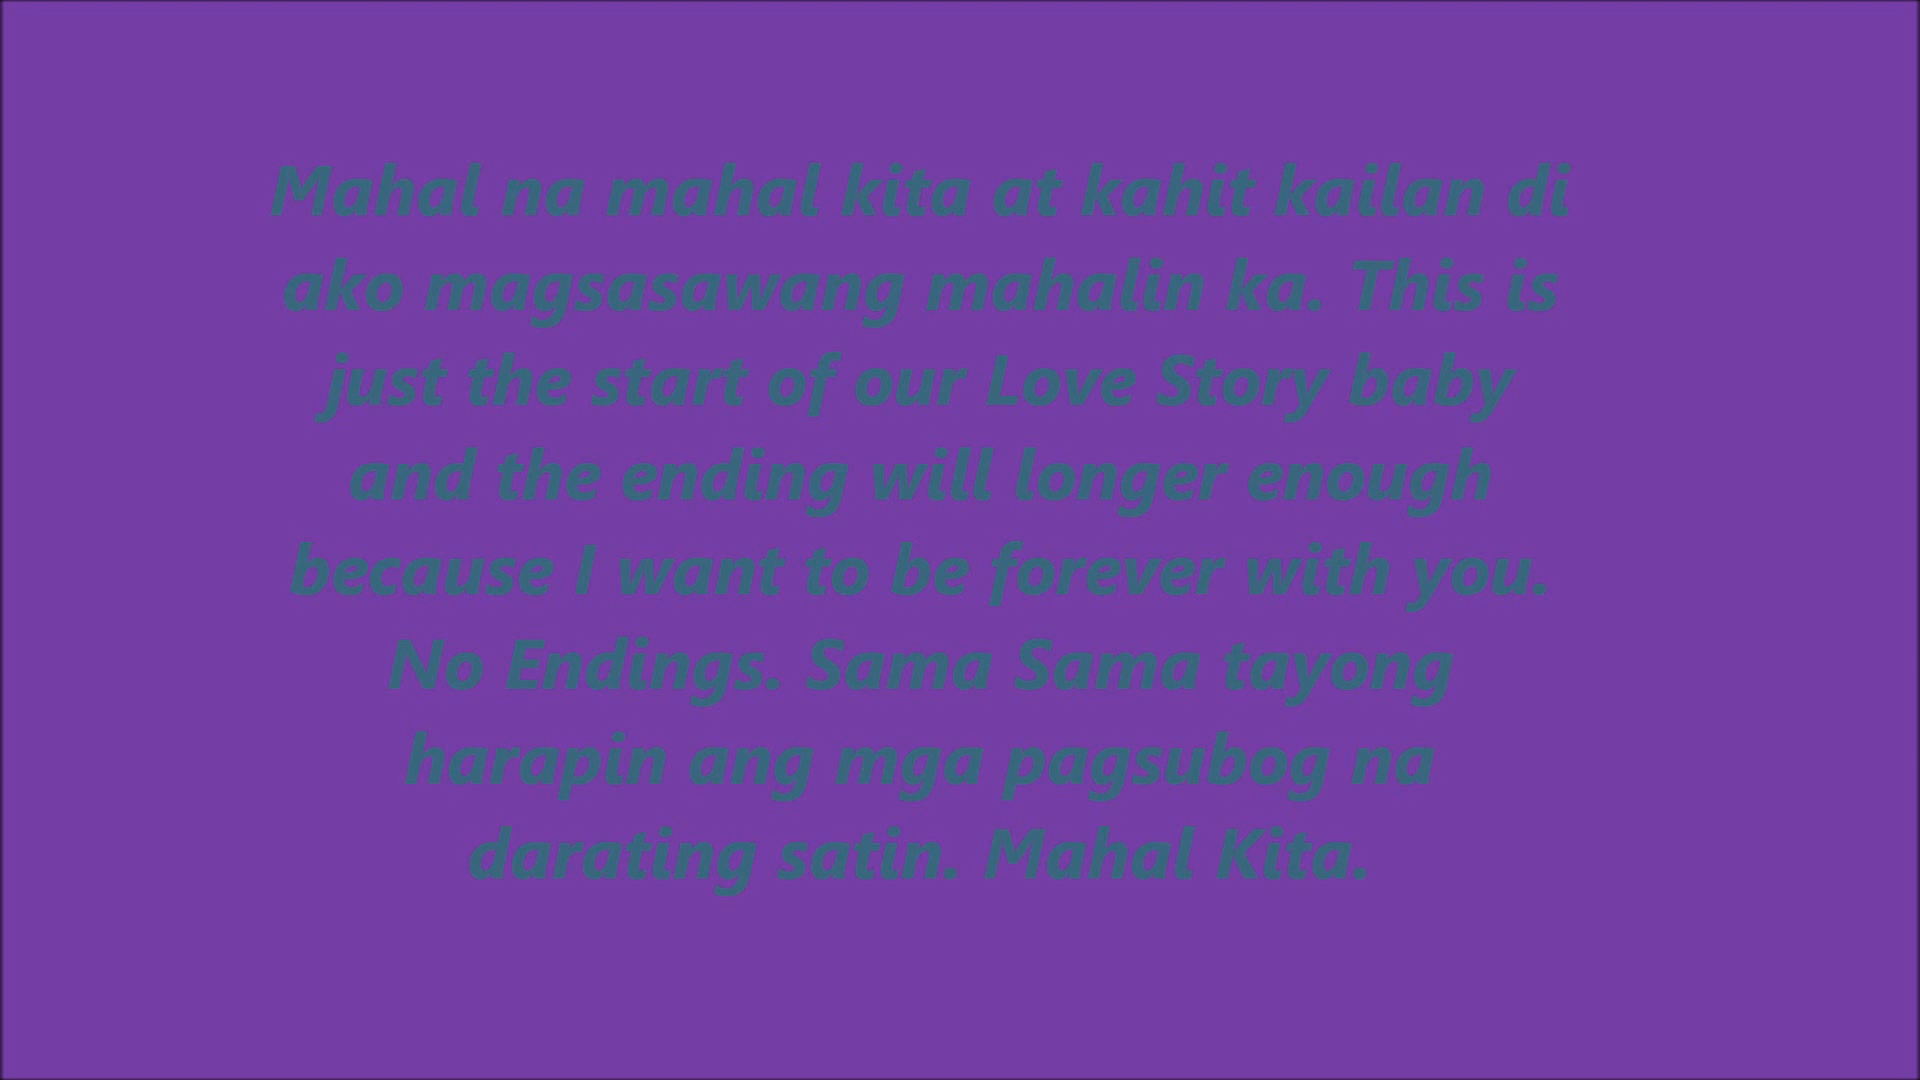 Mahal na mahal kita at kahit kailan di
ako magsasawang mahalin ka. This is
just the start of our Love Story baby
and the ending will longer enough
because I want to be forever with you.
No Endings. Sama Sama tayong
harapin ang mga pagsubog na
darating satin. Mahal Kita.